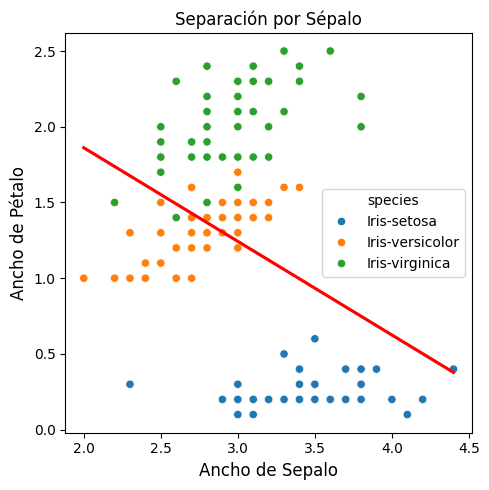 Separación por Sépalo
2.5
2.0
1.5
1.0
0.5
0.0
Ancho de Pétalo
species
Iris-setosa
Iris-versicolor
Iris-virginica
2.0 2.5 3.0 3.5 4.0 4.5
Ancho de Sepalo